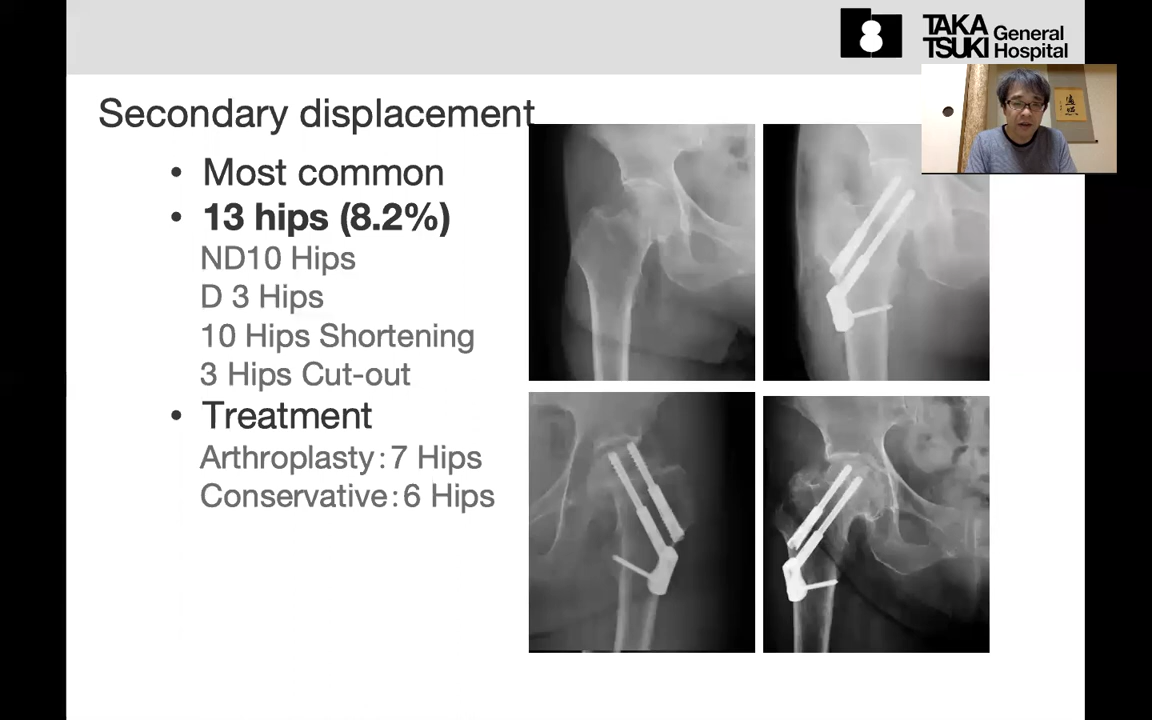 TAKA
TSUKI
General
Hospital
Secondary displacement
• Most common
• 13 hips (8.2%)
ND10 Hips
D 3 Hips
10 Hips Shortening
3 Hips Cut-out
• Treatment
Arthroplasty:7 Hips
Conservative:6 Hips